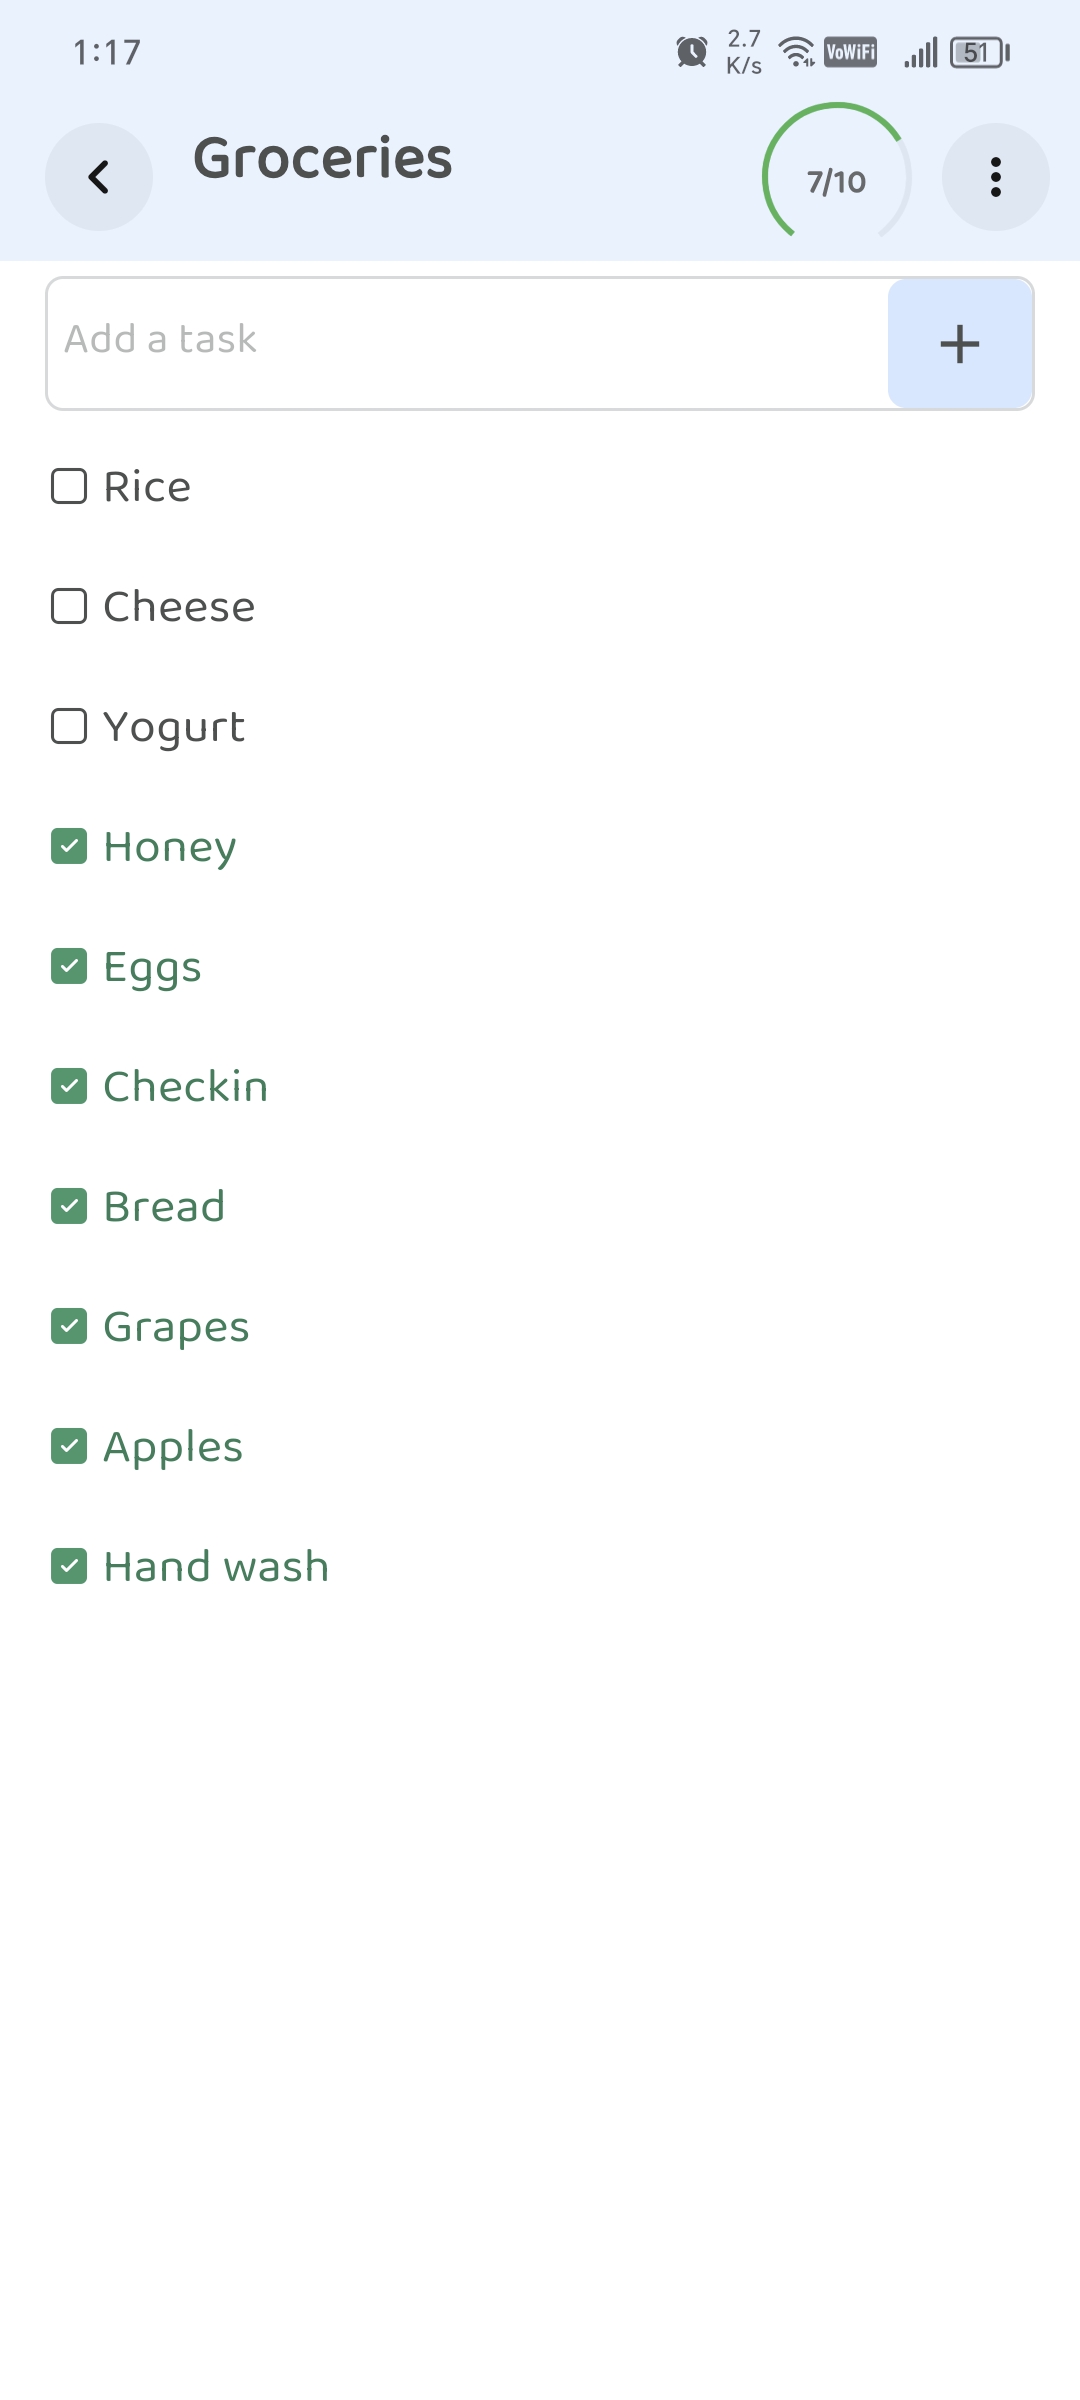 1:17
2.7
K/s
VoWiFi
51
Groceries
7/10
Add a task
Rice
Cheese
Yogurt
Honey
Eggs
Checkin
Bread
Grapes
Apples
Hand wash